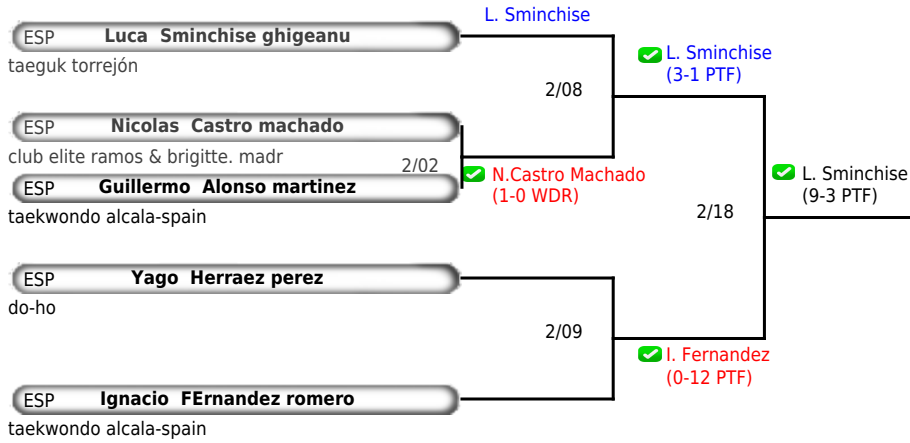 L. Sminchise
ESP Luca Sminchise ghigeanu
taeguk torrejón
L. Sminchise
(3-1 PTF)
2/08
ESP Nicolas Castro machado
club elite ramos & brigitte. madr
2/02
N.Castro Machado
(1-0 WDR)
ESP Guillermo Alonso martinez
taekwondo alcala-spain
L. Sminchise
(9-3 PTF)
2/18
ESP Yago Herraez perez
do-ho
2/09
I. Fernandez
(0-12 PTF)
ESP Ignacio FErnandez romero
taekwondo alcala-spain